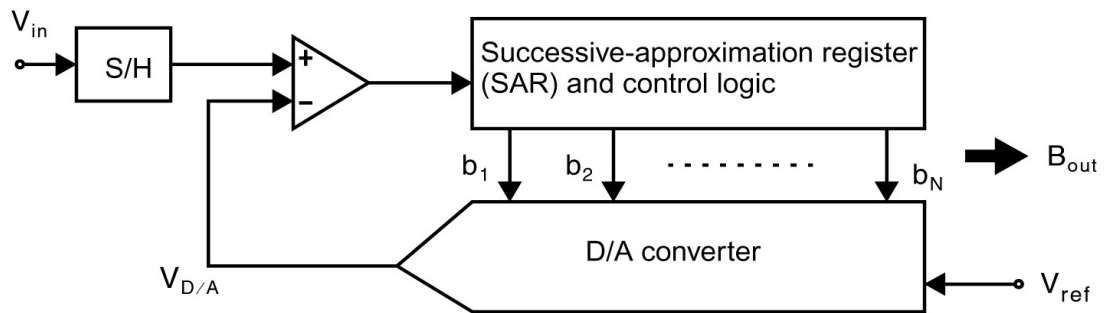 V_in
S/H
+
−
Successive-approximation register
(SAR) and control logic
b_1
b_2
b_N
B_out
D/A converter
V_D/A
V_ref